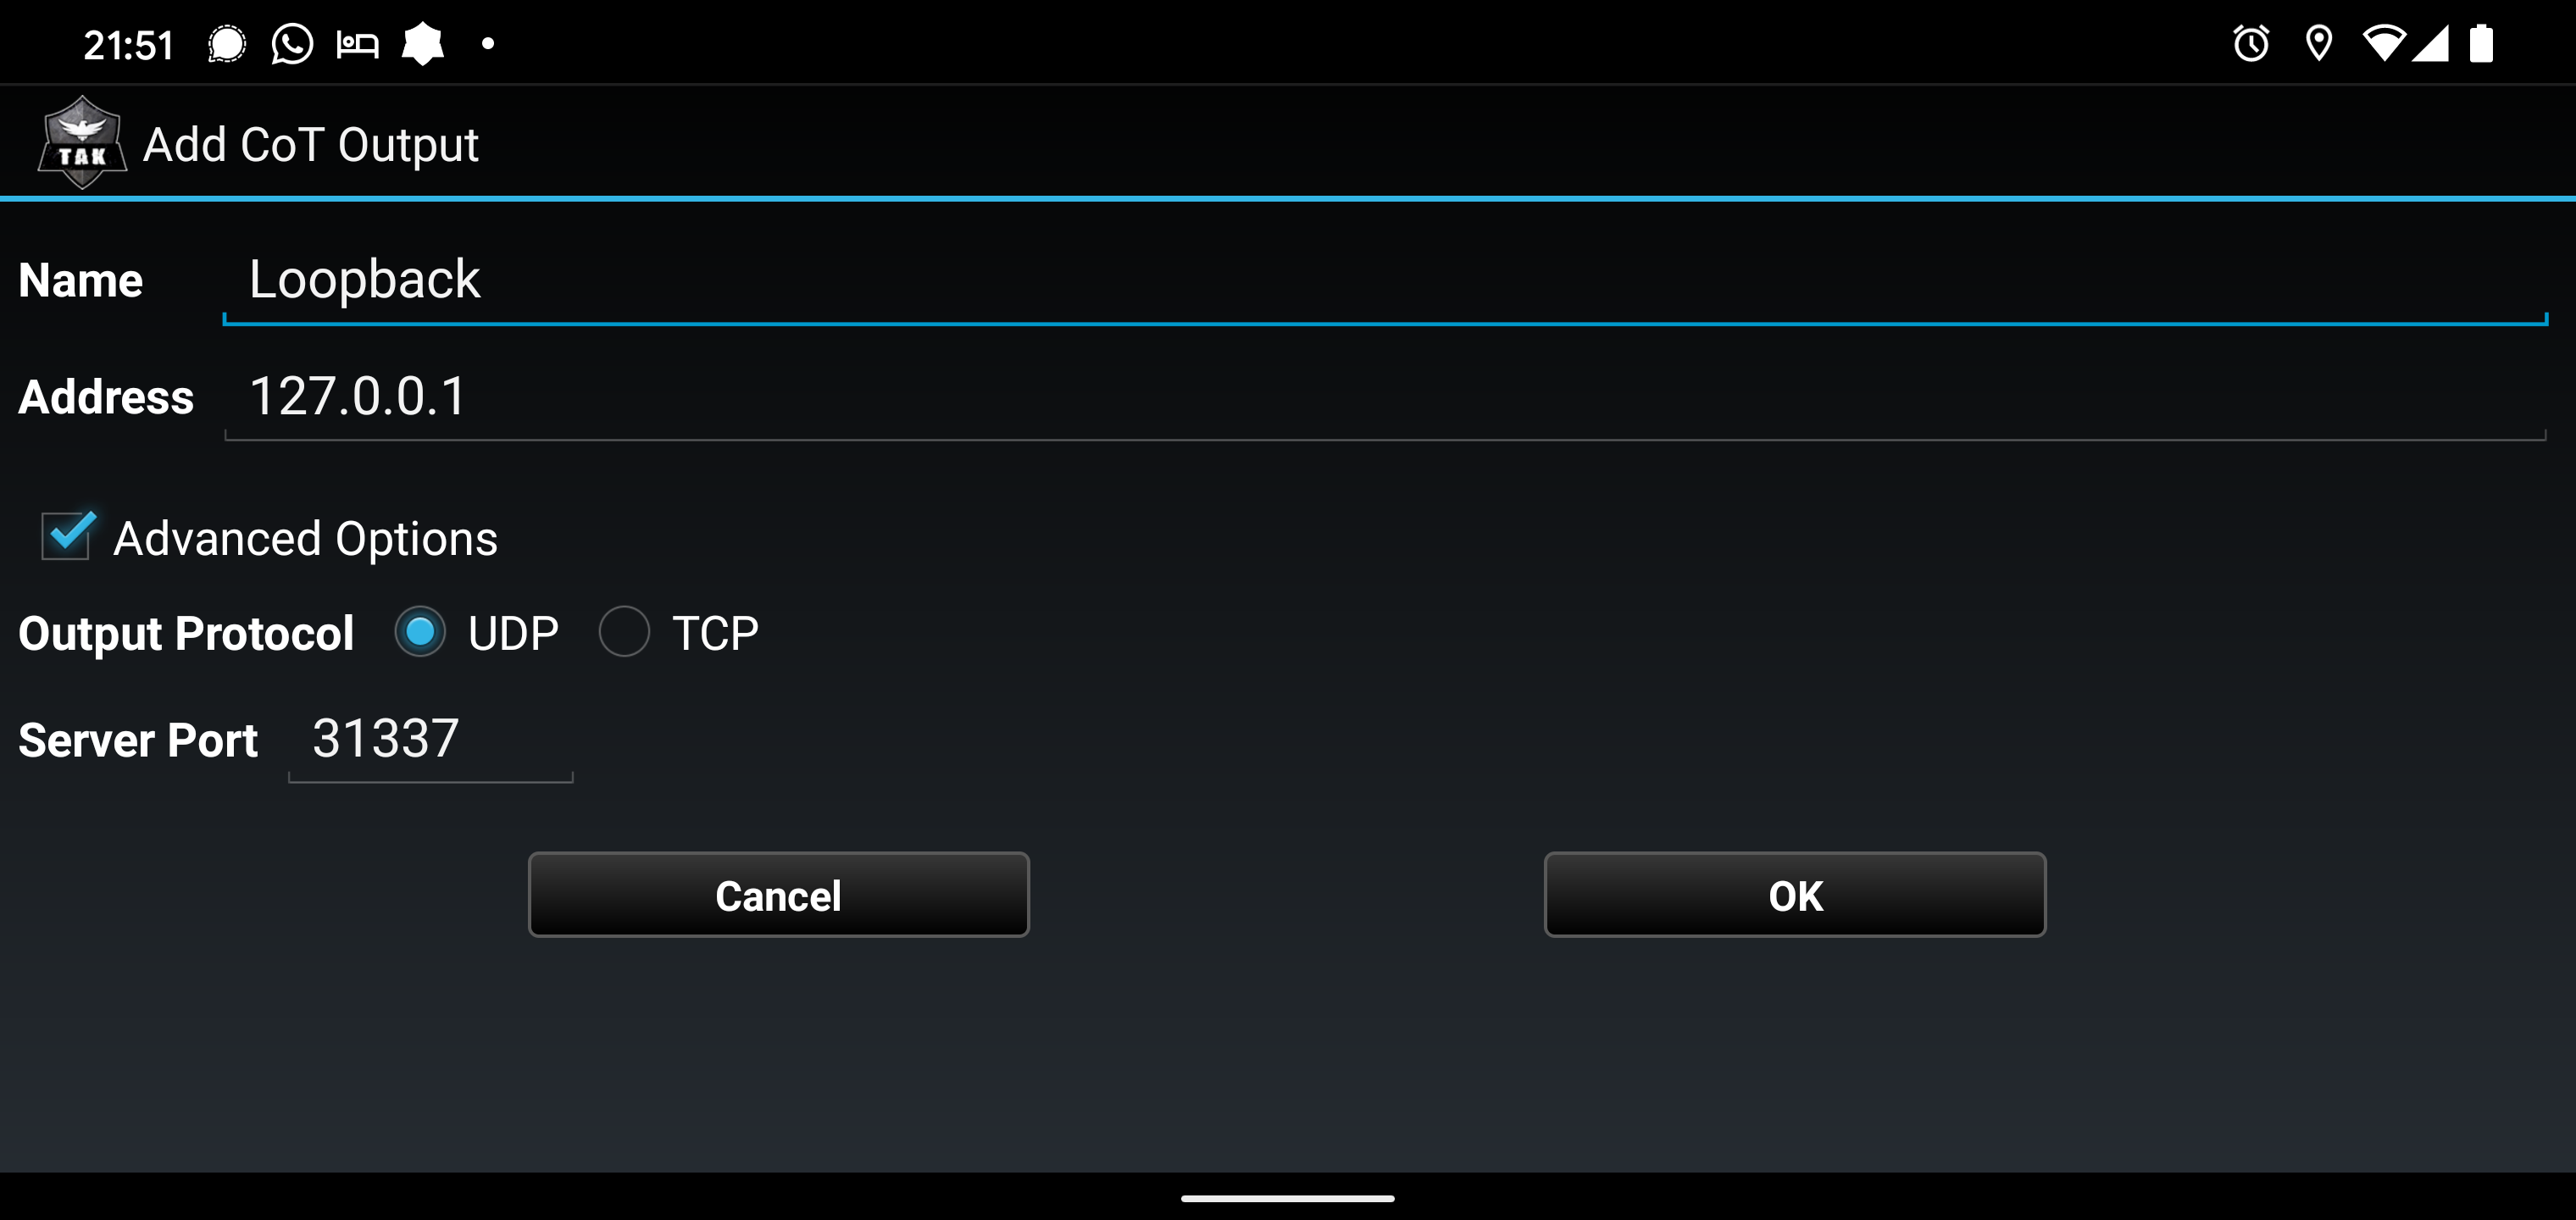 21:51
TAK
Add CoT Output
Name Loopback
Address 127.0.0.1
Advanced Options
Output Protocol UDP TCP
Server Port 31337
Cancel OK